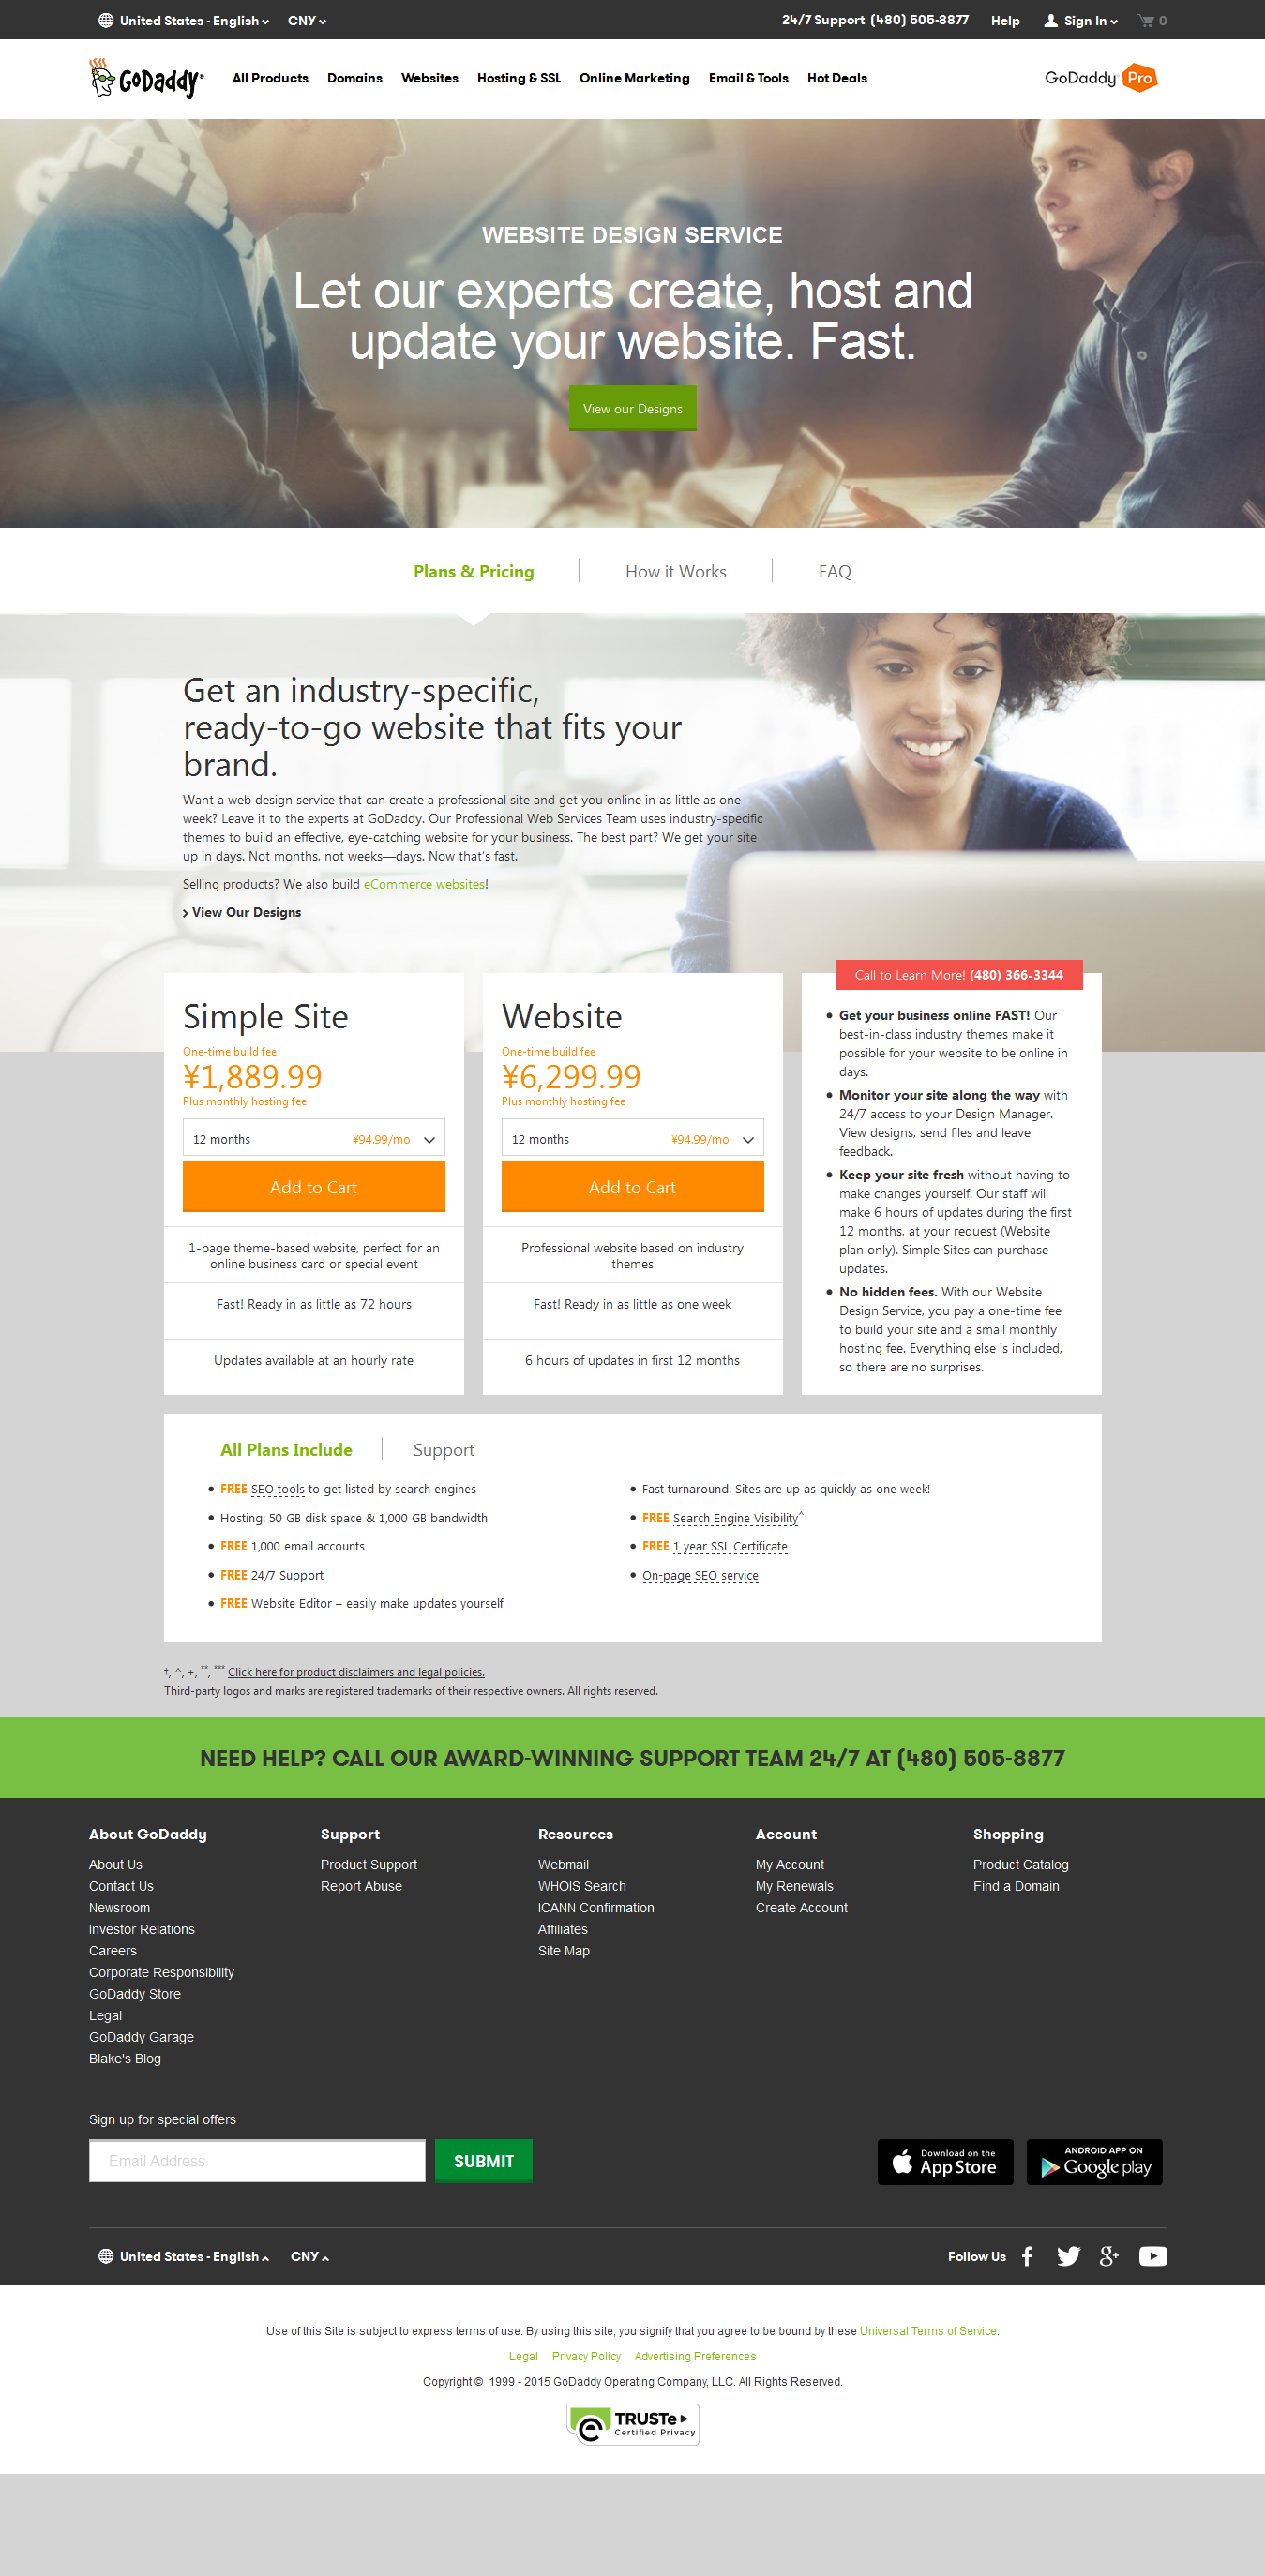 United States - English CNY 24/7 Support (480) 505-8877 Help Sign In 0
GoDaddy All Products Domains Websites Hosting & SSL Online Marketing Email & Tools Hot Deals GoDaddy Pro
WEBSITE DESIGN SERVICE
Let our experts create, host and
update your website. Fast.
View our Designs
Plans & Pricing How it Works FAQ
Get an industry-specific,
ready-to-go website that fits your
brand.
Want a web design service that can create a professional site and get you online in as little as one
week? Leave it to the experts at GoDaddy. Our Professional Web Services Team uses industry-specific
themes to build an effective, eye-catching website for your business. The best part? We get your site
up in days. Not months, not weeks—days. Now that's fast.
Selling products? We also build eCommerce websites!
View Our Designs
Simple Site
One-time build fee
¥1,889.99
Plus monthly hosting fee
12 months ¥94.99/mo
Add to Cart
1-page theme-based website, perfect for an
online business card or special event
Fast! Ready in as little as 72 hours
Updates available at an hourly rate
Website
One-time build fee
¥6,299.99
Plus monthly hosting fee
12 months ¥94.99/mo
Add to Cart
Professional website based on industry
themes
Fast! Ready in as little as one week
6 hours of updates in first 12 months
Call to Learn More! (480) 366-3344
• Get your business online FAST! Our
best-in-class industry themes make it
possible for your website to be online in
days.
• Monitor your site along the way with
24/7 access to your Design Manager.
View designs, send files and leave
feedback.
• Keep your site fresh without having to
make changes yourself. Our staff will
make 6 hours of updates during the first
12 months, at your request (Website
plan only). Simple Sites can purchase
updates.
• No hidden fees. With our Website
Design Service, you pay a one-time fee
to build your site and a small monthly
hosting fee. Everything else is included,
so there are no surprises.
All Plans Include Support
• FREE SEO tools to get listed by search engines
• Hosting: 50 GB disk space & 1,000 GB bandwidth
• FREE 1,000 email accounts
• FREE 24/7 Support
• FREE Website Editor – easily make updates yourself
• Fast turnaround. Sites are up as quickly as one week!
• FREE Search Engine Visibility^
• FREE 1 year SSL Certificate
• On-page SEO service
†, ^, +, **, *** Click here for product disclaimers and legal policies.
Third-party logos and marks are registered trademarks of their respective owners. All rights reserved.
NEED HELP? CALL OUR AWARD-WINNING SUPPORT TEAM 24/7 AT (480) 505-8877
About GoDaddy
About Us
Contact Us
Newsroom
Investor Relations
Careers
Corporate Responsibility
GoDaddy Store
Legal
GoDaddy Garage
Blake's Blog
Support
Product Support
Report Abuse
Resources
Webmail
WHOIS Search
ICANN Confirmation
Affiliates
Site Map
Account
My Account
My Renewals
Create Account
Shopping
Product Catalog
Find a Domain
Sign up for special offers
Email Address SUBMIT
Download on the
App Store
ANDROID APP ON
Google play
United States - English CNY Follow Us
Use of this Site is subject to express terms of use. By using this site, you signify that you agree to be bound by these Universal Terms of Service.
Legal Privacy Policy Advertising Preferences
Copyright © 1999 - 2015 GoDaddy Operating Company, LLC. All Rights Reserved.
TRUSTe
Certified Privacy